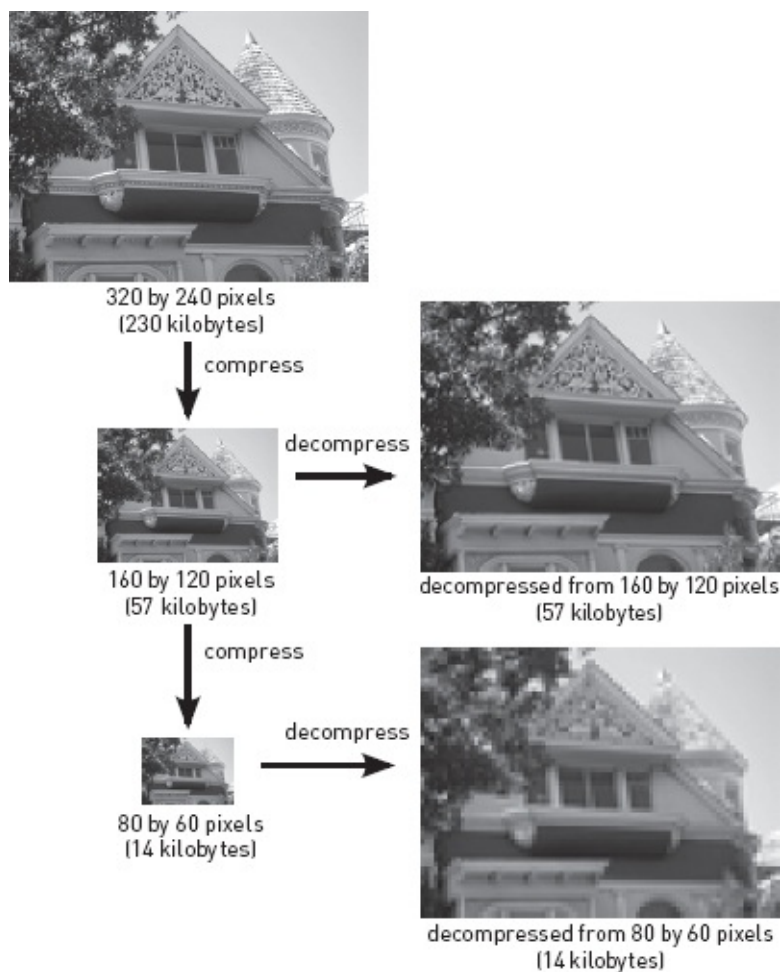 320 by 240 pixels
(230 kilobytes)
compress
decompress
160 by 120 pixels
(57 kilobytes)
decompressed from 160 by 120 pixels
(57 kilobytes)
compress
decompress
80 by 60 pixels
(14 kilobytes)
decompressed from 80 by 60 pixels
(14 kilobytes)